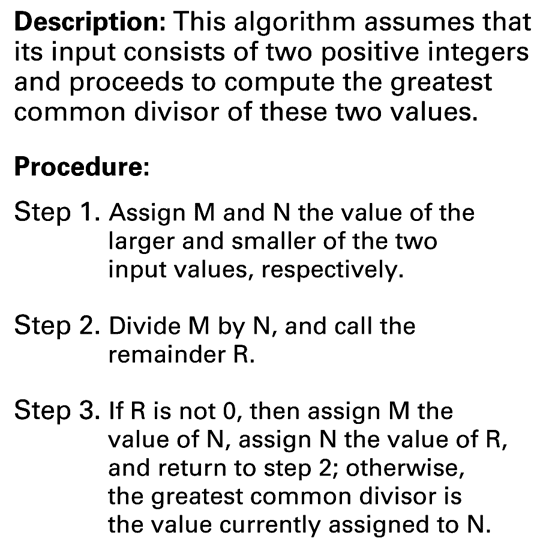 Description: This algorithm assumes that
its input consists of two positive integers
and proceeds to compute the greatest
common divisor of these two values.
Procedure:
Step 1. Assign M and N the value of the
larger and smaller of the two
input values, respectively.
Step 2. Divide M by N, and call the
remainder R.
Step 3. If R is not 0, then assign M the
value of N, assign N the value of R,
and return to step 2; otherwise,
the greatest common divisor is
the value currently assigned to N.